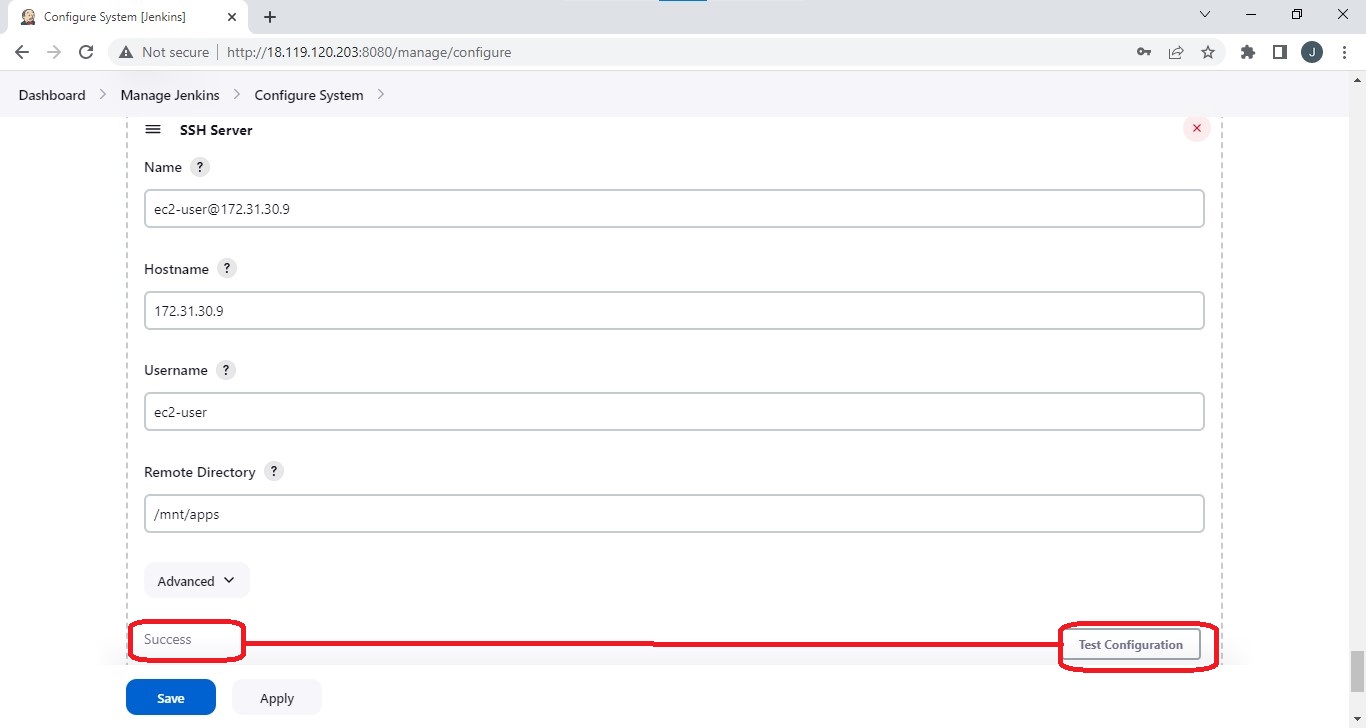 Configure System [Jenkins]
Not secure http://18.119.120.203:8080/manage/configure
J
Dashboard Manage Jenkins Configure System
SSH Server
Name ?
ec2-user@172.31.30.9
Hostname ?
172.31.30.9
Username ?
ec2-user
Remote Directory ?
/mnt/apps
Advanced
Success
Test Configuration
Save Apply